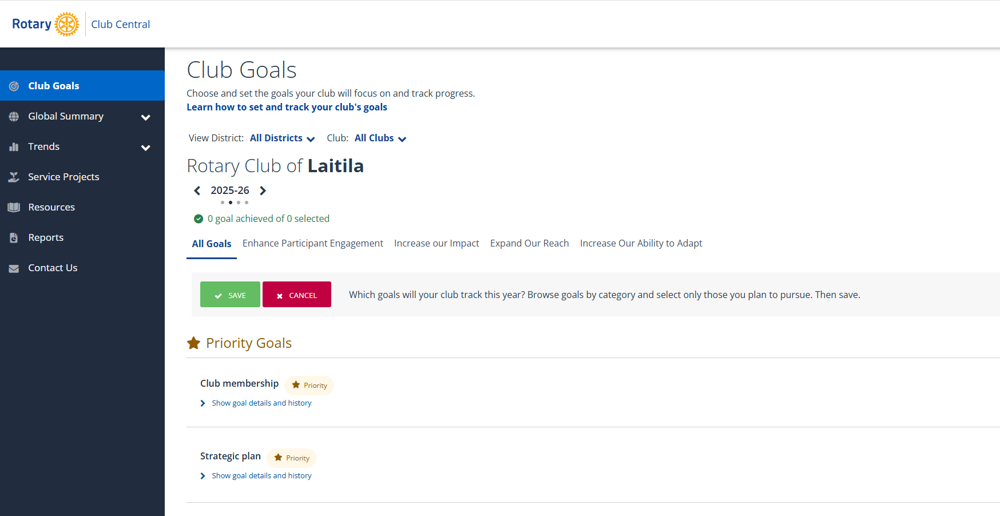 Rotary Club Central
Club Goals
Global Summary
Trends
Service Projects
Resources
Reports
Contact Us
Club Goals
Choose and set the goals your club will focus on and track progress.
Learn how to set and track your club's goals
View District: All Districts Club: All Clubs
Rotary Club of Laitila
2025-26
0 goal achieved of 0 selected
All Goals Enhance Participant Engagement Increase our Impact Expand Our Reach Increase Our Ability to Adapt
SAVE CANCEL Which goals will your club track this year? Browse goals by category and select only those you plan to pursue. Then save.
Priority Goals
Club membership Priority
Show goal details and history
Strategic plan Priority
Show goal details and history